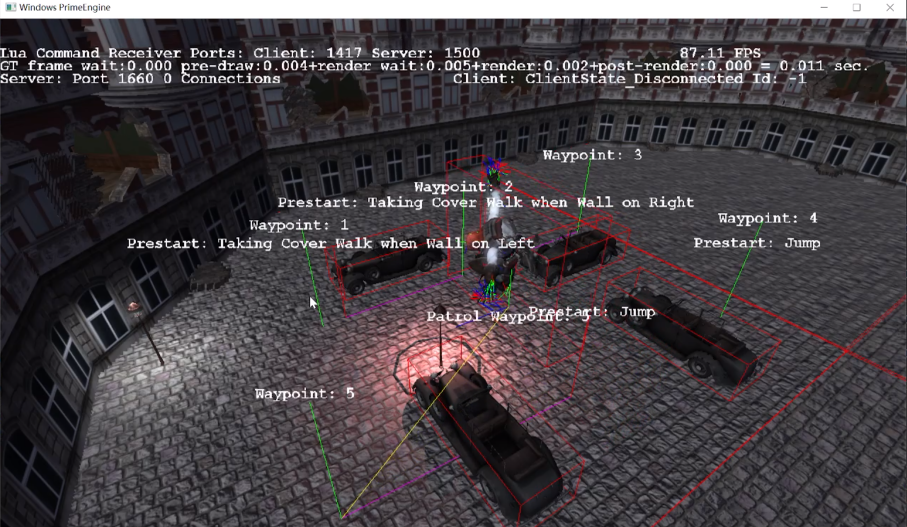 Windows PrimeEngine
Lua Command Receiver Ports: Client: 1417 Server: 1500
87.11 FPS
GT frame wait:0.000 pre-draw:0.004+render wait:0.005+render:0.002+post-render:0.000 = 0.011 sec.
Server: Port 1660 0 Connections
Client: ClientState_Disconnected Id: -1
Waypoint: 3
Waypoint: 2
Prestart: Taking Cover Walk when Wall on Right
Waypoint: 4
Waypoint: 1
Prestart: Taking Cover Walk when Wall on Left
Prestart: Jump
Prestart: Jump
Patrol Waypoint:
Waypoint: 5